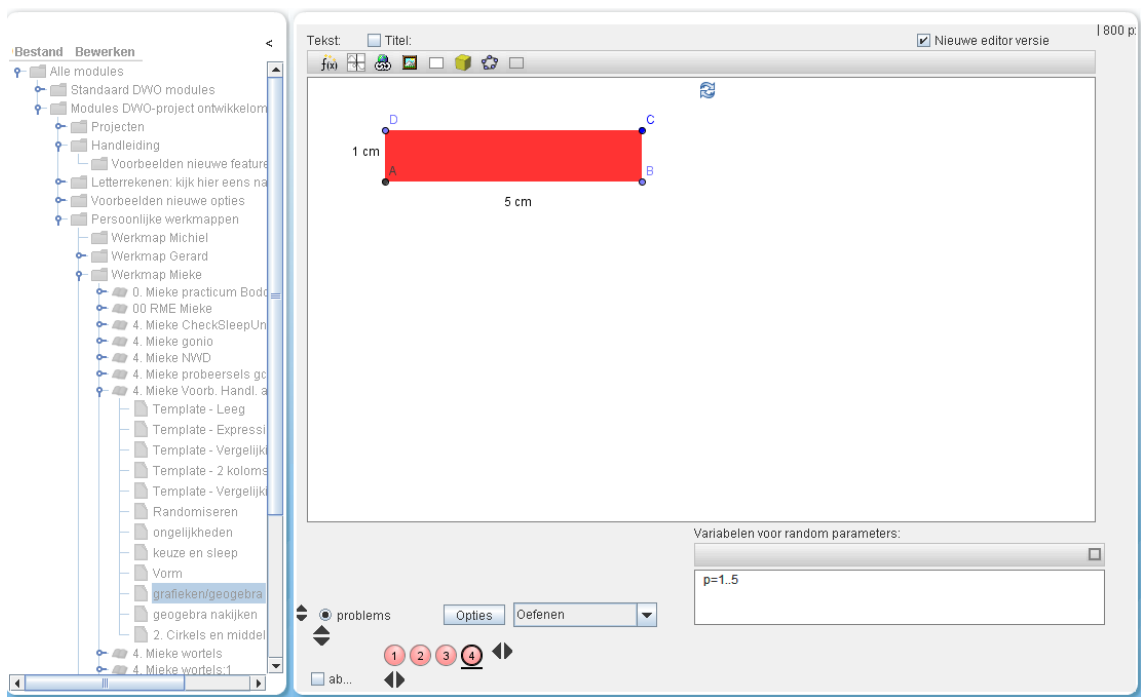 Bestand Bewerken
<
Alle modules
Standaard DWO modules
Modules DWO-project ontwikkelom
Projecten
Handleiding
Voorbeelden nieuwe feature
Letterrekenen: kijk hier eens na
Voorbeelden nieuwe opties
Persoonlijke werkmappen
Werkmap Michiel
Werkmap Gerard
Werkmap Mieke
0. Mieke practicum Bodo
00 RME Mieke
4. Mieke CheckSleepUn
4. Mieke gonio
4. Mieke NWD
4. Mieke probeersels gc
4. Mieke Voorb. Handl. a
Template - Leeg
Template - Expressi
Template - Vergelijki
Template - 2 koloms
Template - Vergelijki
Randomiseren
ongelijkheden
keuze en sleep
Vorm
grafieken/geogebra
geogebra nakijken
2. Cirkels en middel
4. Mieke wortels
4. Mieke wortels:1
| 800 p
Tekst: Titel: Nieuwe editor versie
f(x)
D C
1 cm
A B
5 cm
Variabelen voor random parameters:
p=1..5
problems Opties Oefenen
1 2 3 4
ab...